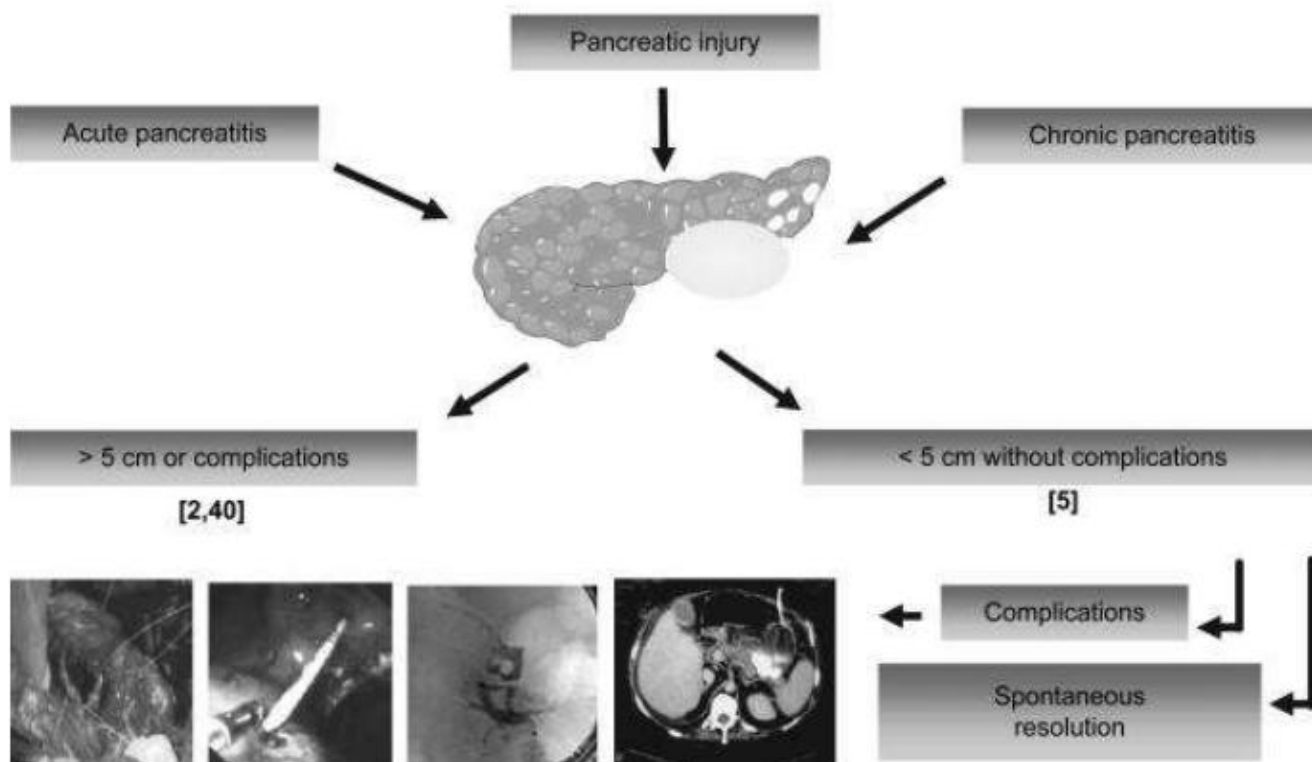 Pancreatic injury
Acute pancreatitis
Chronic pancreatitis
> 5 cm or complications
[2,40]
< 5 cm without complications
[5]
Complications
Spontaneous
resolution